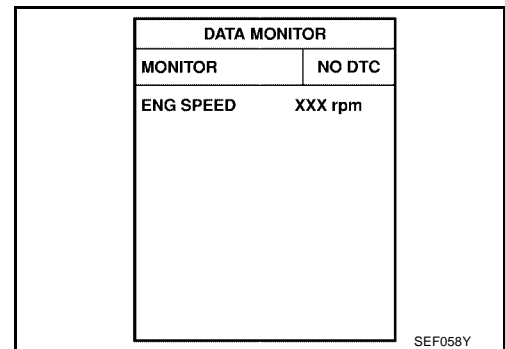 DATA MONITOR
MONITOR NO DTC
ENG SPEED XXX rpm
SEF058Y